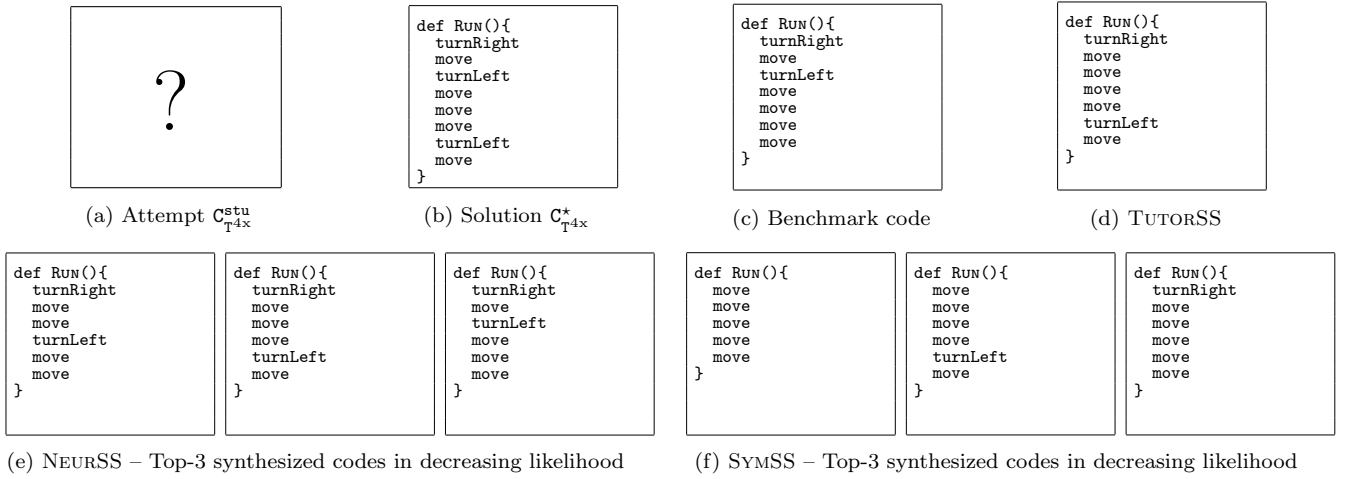 ?
(a) Attempt C^stu_T^4x
def RUN(){
turnRight
move
turnLeft
move
move
move
turnLeft
move
}
(b) Solution C^⋆_T^4x
def RUN(){
turnRight
move
turnLeft
move
move
move
move
}
(c) Benchmark code
def RUN(){
turnRight
move
move
move
move
turnLeft
move
}
(d) TUTORSS
def RUN(){
turnRight
move
move
turnLeft
move
move
}
def RUN(){
turnRight
move
move
move
turnLeft
move
}
def RUN(){
turnRight
move
turnLeft
move
move
move
}
(e) NEURSS – Top-3 synthesized codes in decreasing likelihood
def RUN(){
move
move
move
move
move
}
def RUN(){
move
move
move
move
turnLeft
move
}
def RUN(){
turnRight
move
move
move
move
move
}
(f) SYMSS – Top-3 synthesized codes in decreasing likelihood